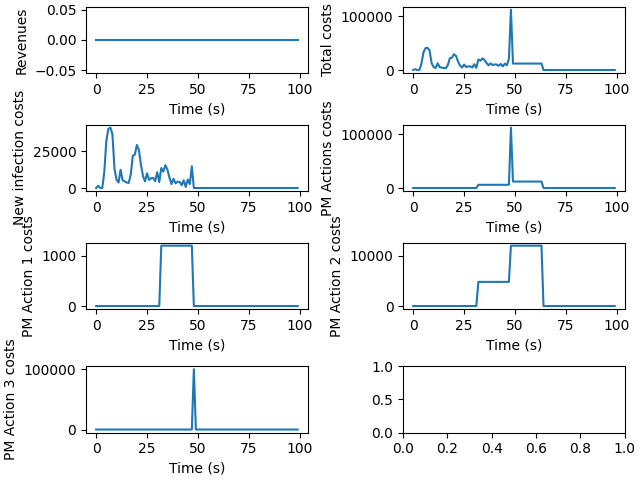 Revenues
0.05
0.00
−0.05
0 25 50 75 100
Time (s)
Total costs
100000
0
0 25 50 75 100
Time (s)
New infection costs
25000
0
0 25 50 75 100
Time (s)
PM Actions costs
100000
0
0 25 50 75 100
Time (s)
PM Action 1 costs
1000
0
0 25 50 75 100
Time (s)
PM Action 2 costs
10000
0
0 25 50 75 100
Time (s)
PM Action 3 costs
100000
0
0 25 50 75 100
Time (s)
1.0
0.5
0.0
0.0 0.2 0.4 0.6 0.8 1.0